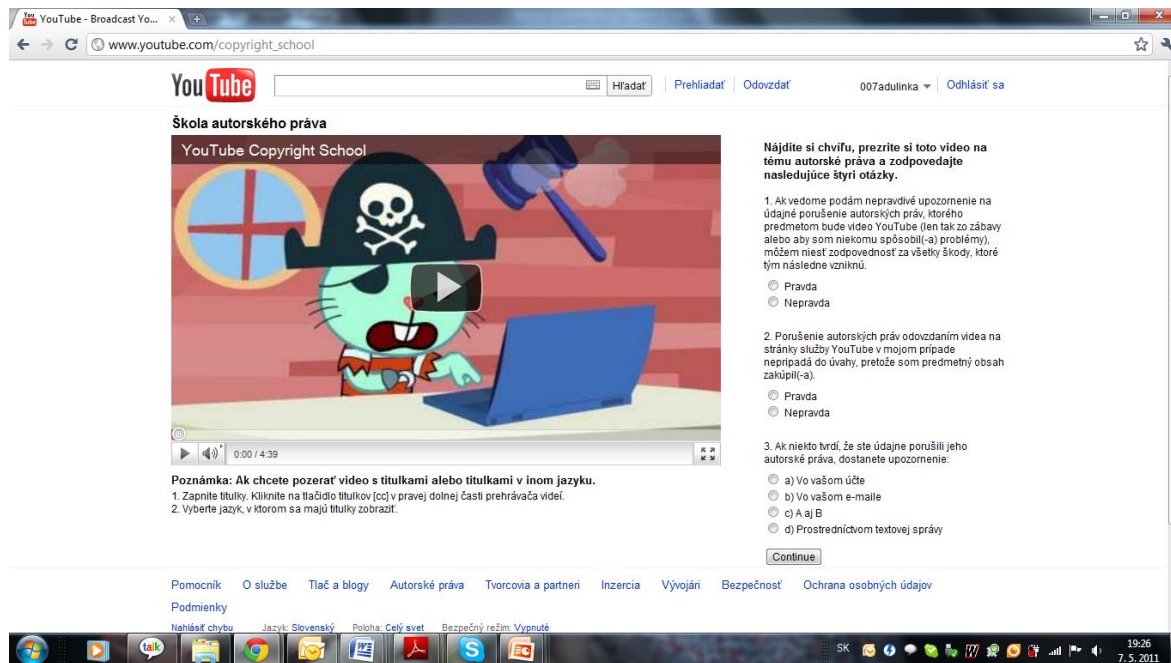 YouTube - Broadcast Yo...
www.youtube.com/copyright_school
YouTube
Hľadať
Prehliadať
Odovzdať
007adulinka
Odhlásiť sa
Škola autorského práva
YouTube Copyright School
0:00 / 4:39
Poznámka: Ak chcete pozerať video s titulkami alebo titulkami v inom jazyku.
1. Zapnite titulky. Kliknite na tlačidlo titulkov [cc] v pravej dolnej časti prehrávača videí.
2. Vyberte jazyk, v ktorom sa majú titulky zobraziť.
Nájdite si chvíľu, prezrite si toto video na
tému autorské práva a zodpovedajte
nasledujúce štyri otázky.
1. Ak vedome podám nepravdivé upozornenie na
údajné porušenie autorských práv, ktorého
predmetom bude video YouTube (len tak zo zábavy
alebo aby som niekomu spôsobil(-a) problémy),
môžem niesť zodpovednosť za všetky škody, ktoré
tým následne vzniknú.
Pravda
Nepravda
2. Porušenie autorských práv odovzdaním videa na
stránky služby YouTube v mojom prípade
nepripadá do úvahy, pretože som predmetný obsah
zakúpil(-a).
Pravda
Nepravda
3. Ak niekto tvrdí, že ste údajne porušili jeho
autorské práva, dostanete upozornenie:
a) Vo vašom účte
b) Vo vašom e-maile
c) A aj B
d) Prostredníctvom textovej správy
Continue
Pomocník O službe Tlač a blogy Autorské práva Tvorcovia a partneri Inzercia Vývojári Bezpečnosť Ochrana osobných údajov
Podmienky
Nahlásiť chybu Jazyk: Slovenský Poloha: Celý svet Bezpečný režim: Vypnuté
talk
SK
19:26
7. 5. 2011